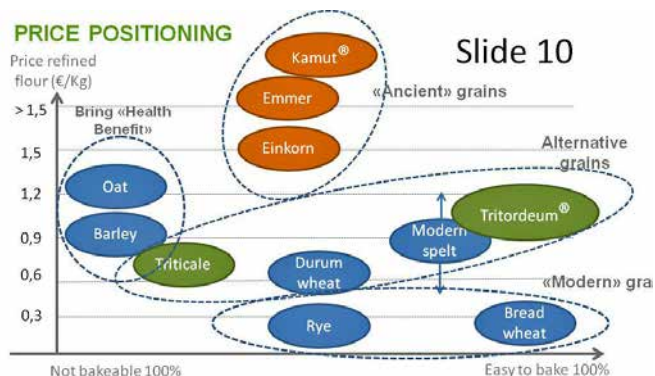 PRICE POSITIONING
Slide 10
Price refined
flour (€/Kg)
Kamut®
> 1,5
Bring «Health
Benefit»
Emmer
«Ancient» grains
1,5
Einkorn
Alternative
grains
1,2
Oat
Tritordeum®
0,9
Barley
Modern
spelt
Triticale
Durum
wheat
0,6
«Modern» gra
0,3
Rye
Bread
wheat
Not bakeable 100%
Easy to bake 100%